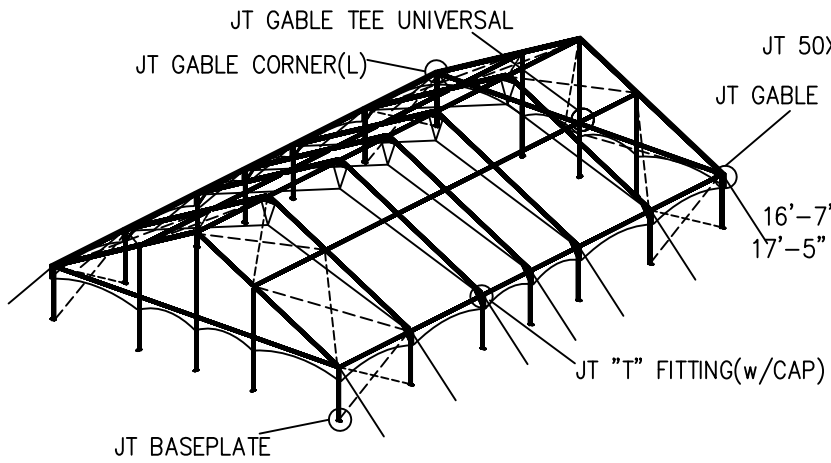 JT GABLE TEE UNIVERSAL
JT GABLE CORNER(L)
JT 50
JT GABLE
16'-7"
17'-5"
JT "T" FITTING(w/CAP)
JT BASEPLATE